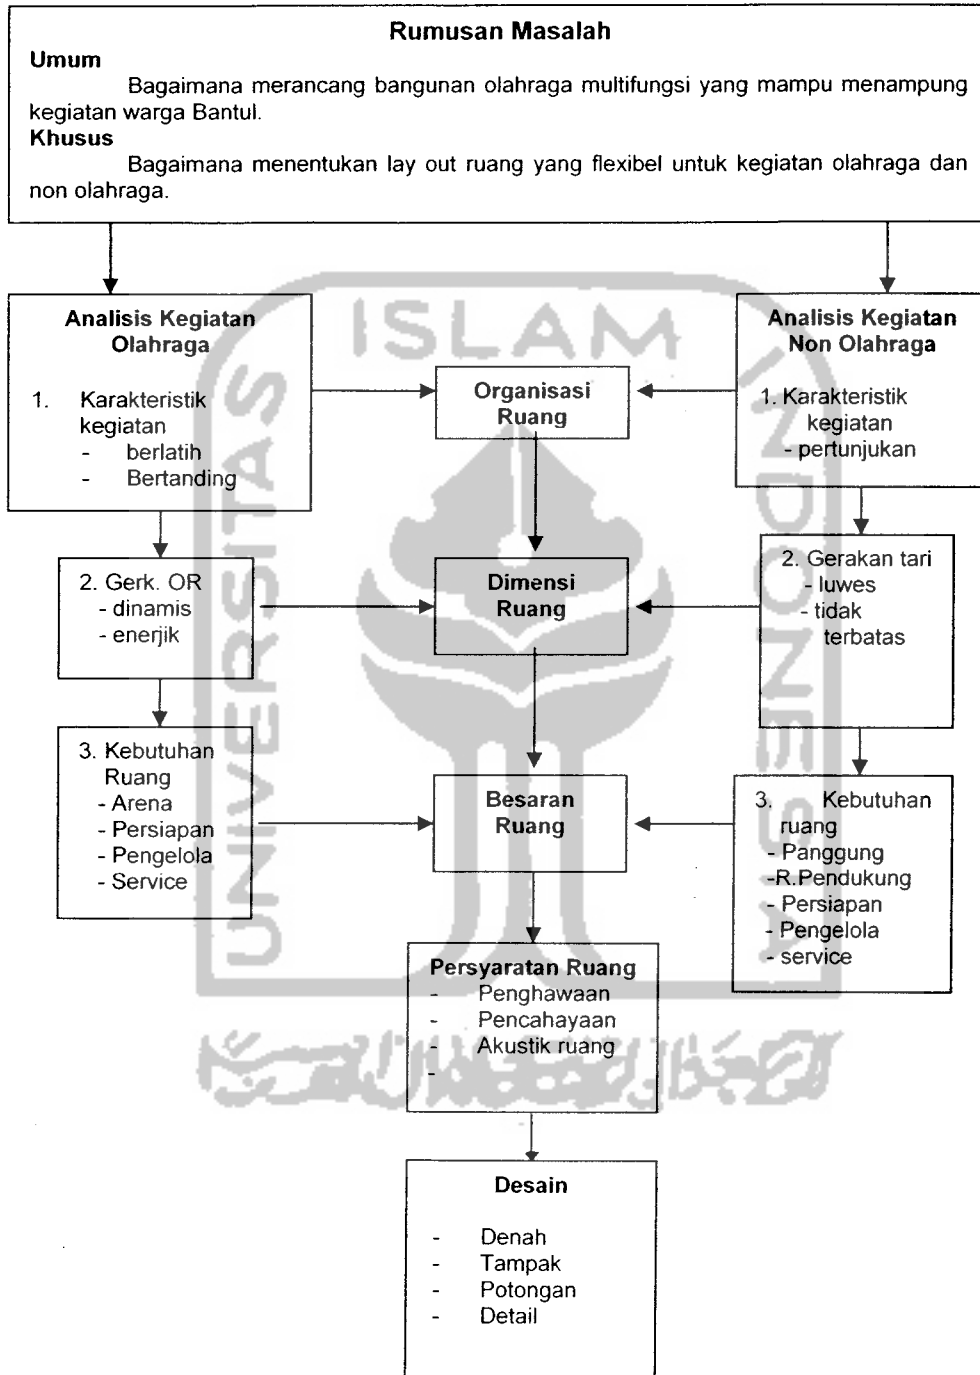 Rumusan Masalah
Umum
Bagaimana merancang bangunan olahraga multifungsi yang mampu menampung
kegiatan warga Bantul.
Khusus
Bagaimana menentukan lay out ruang yang flexibel untuk kegiatan olahraga dan
non olahraga.
Analisis Kegiatan
Olahraga
1. Karakteristik
kegiatan
- berlatih
- Bertanding
Organisasi
Ruang
Analisis Kegiatan
Non Olahraga
1. Karakteristik
kegiatan
- pertunjukan
2. Gerk. OR
- dinamis
- enerjik
Dimensi
Ruang
2. Gerakan tari
- luwes
- tidak
terbatas
3. Kebutuhan
Ruang
- Arena
- Persiapan
- Pengelola
- Service
Besaran
Ruang
3. Kebutuhan
ruang
- Panggung
-R.Pendukung
- Persiapan
- Pengelola
- service
Persyaratan Ruang
- Penghawaan
- Pencahayaan
- Akustik ruang
-
Desain
- Denah
- Tampak
- Potongan
- Detail
UNIVERSITAS
ISLAM
INDONESIA